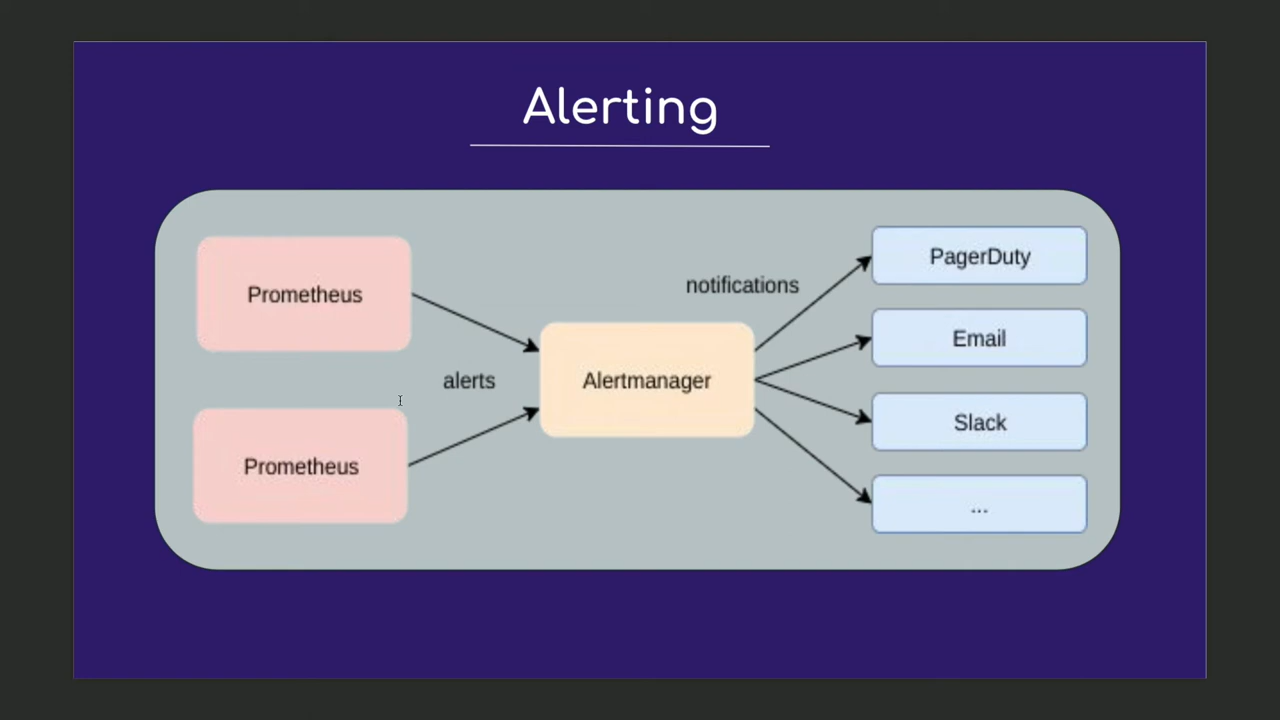 Alerting
Prometheus
Prometheus
alerts
Alertmanager
notifications
PagerDuty
Email
Slack
...